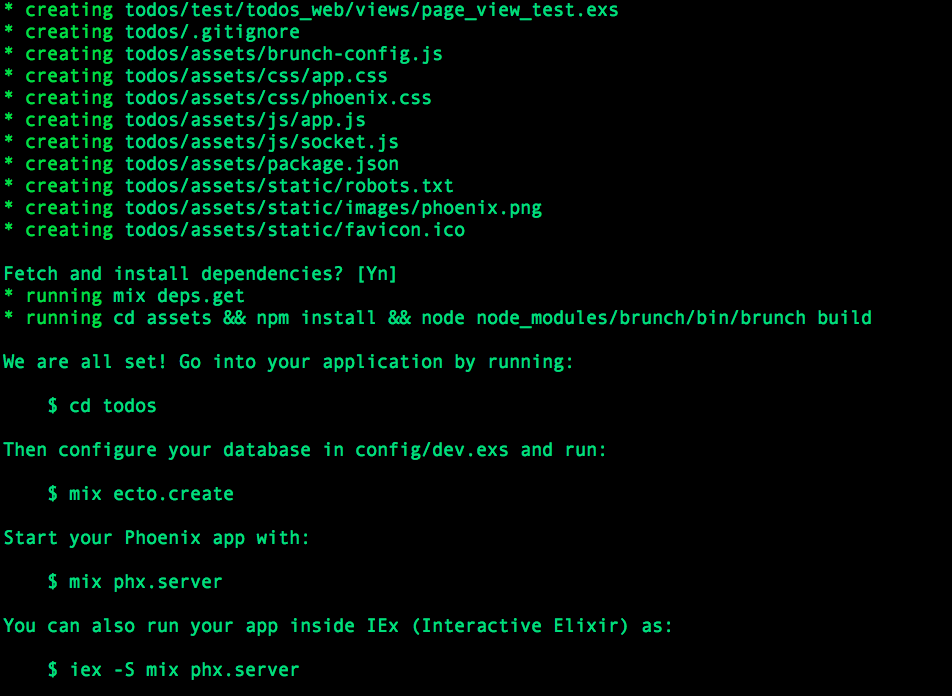 * creating todos/test/todos_web/views/page_view_test.exs
* creating todos/.gitignore
* creating todos/assets/brunch-config.js
* creating todos/assets/css/app.css
* creating todos/assets/css/phoenix.css
* creating todos/assets/js/app.js
* creating todos/assets/js/socket.js
* creating todos/assets/package.json
* creating todos/assets/static/robots.txt
* creating todos/assets/static/images/phoenix.png
* creating todos/assets/static/favicon.ico
Fetch and install dependencies? [Yn]
* running mix deps.get
* running cd assets && npm install && node node_modules/brunch/bin/brunch build
We are all set! Go into your application by running:
$ cd todos
Then configure your database in config/dev.exs and run:
$ mix ecto.create
Start your Phoenix app with:
$ mix phx.server
You can also run your app inside IEx (Interactive Elixir) as:
$ iex -S mix phx.server